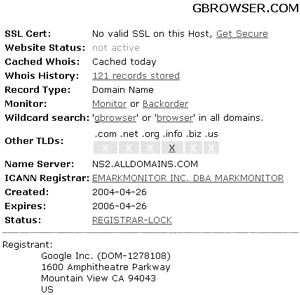 GBROWSER.COM
SSL Cert: No valid SSL on this Host, Get Secure
Website Status: not active
Cached Whois: Cached today
Whois History: 121 records stored
Record Type: Domain Name
Monitor: Monitor or Backorder
Wildcard search: 'gbrowser' or 'browser' in all domains.
.com .net .org .info .biz .us
Other TLDs: X X X X X X
Name Server: NS2.ALLDOMAINS.COM
ICANN Registrar: EMARKMONITOR INC. DBA MARKMONITOR
Created: 2004-04-26
Expires: 2006-04-26
Status: REGISTRAR-LOCK
Registrant:
Google Inc. (DOM-1278108)
1600 Amphitheatre Parkway
Mountain View CA 94043
US